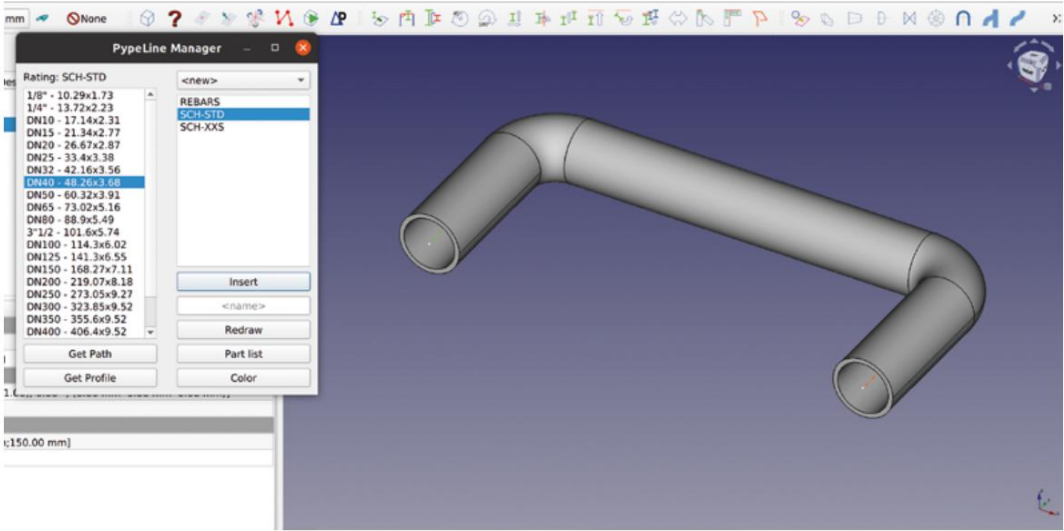 mm
None
PypeLine Manager
Rating: SCH-STD
<new>
1/8" - 10.29x1.73
1/4" - 13.72x2.23
DN10 - 17.14x2.31
DN15 - 21.34x2.77
DN20 - 26.67x2.87
DN25 - 33.4x3.38
DN32 - 42.16x3.56
DN40 - 48.26x3.68
DN50 - 60.32x3.91
DN65 - 73.02x5.16
DN80 - 88.9x5.49
3"1/2 - 101.6x5.74
DN100 - 114.3x6.02
DN125 - 141.3x6.55
DN150 - 168.27x7.11
DN200 - 219.07x8.18
DN250 - 273.05x9.27
DN300 - 323.85x9.52
DN350 - 355.6x9.52
DN400 - 406.4x9.52
REBARS
SCH-STD
SCH-XXS
Insert
<name>
Redraw
Get Path
Part list
Get Profile
Color
;150.00 mm]